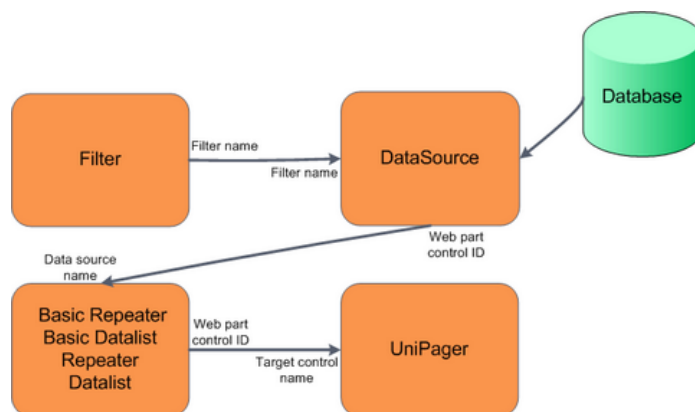 Database
Filter
Filter name
Filter name
DataSource
Web part
control ID
Data source
name
Basic Repeater
Basic Datalist
Repeater
Datalist
Web part
control ID
Target control
name
UniPager